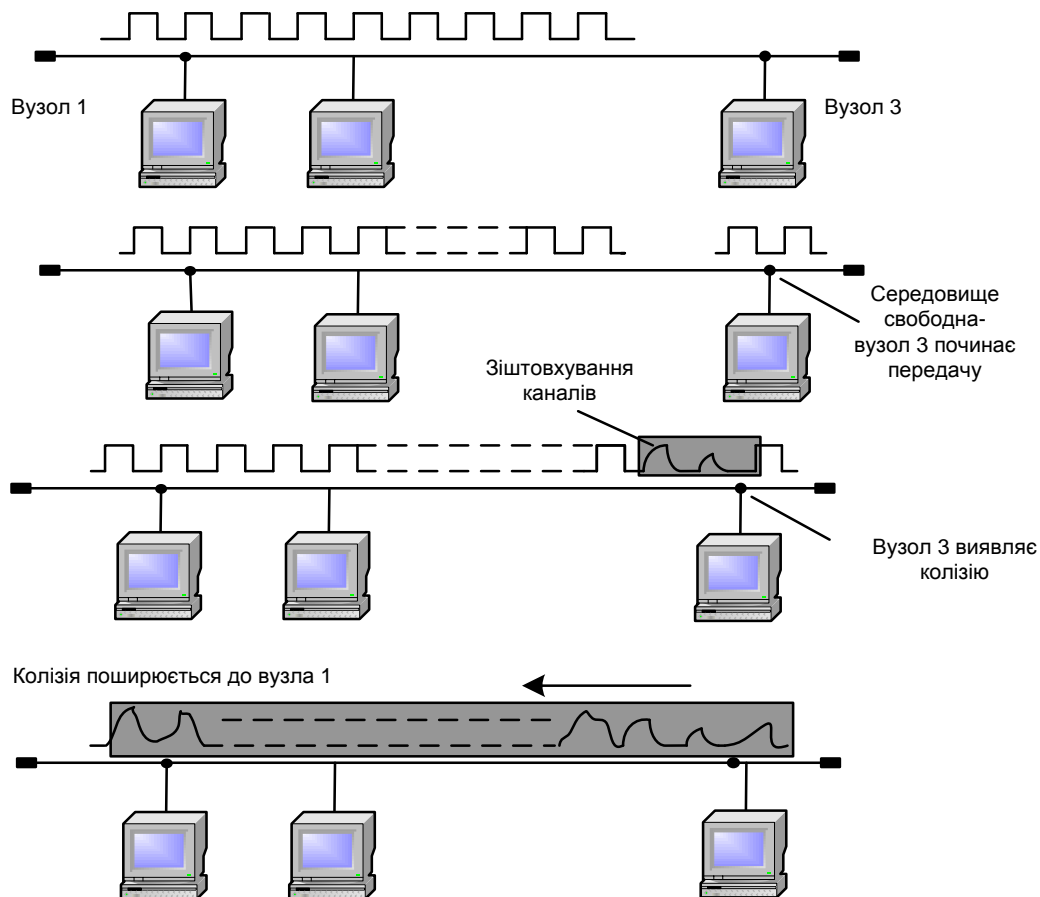 Вузол 1
Вузол 3
Середовище
свободна-
вузол 3 починає
передачу
Зіштовхування
каналів
Вузол 3 виявляє
колізію
Колізія поширюється до вузла 1